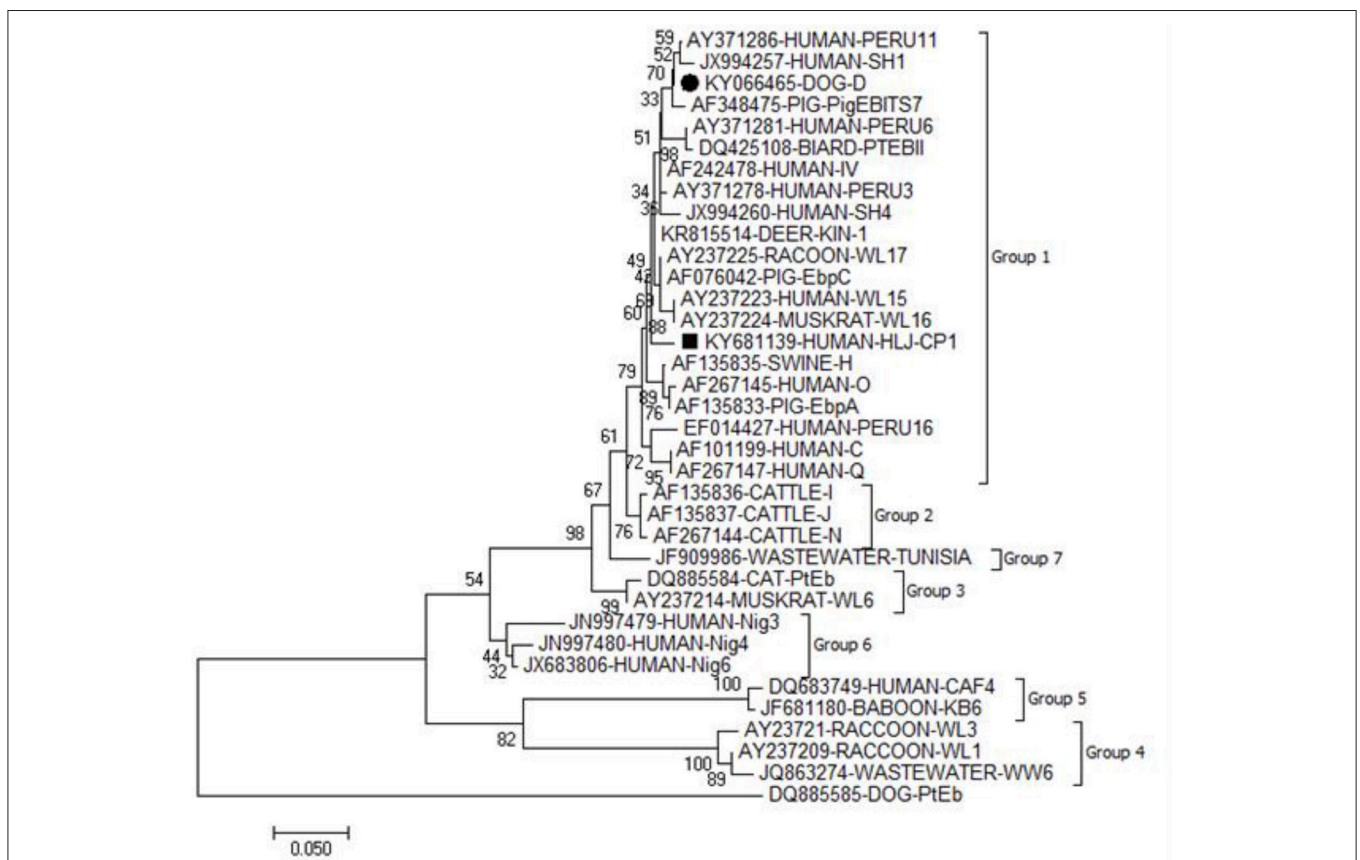 59
AY371286-HUMAN-PERU11
52
JX994257-HUMAN-SH1
70
KY066465-DOG-D
33
AF348475-PIG-PigEBITS7
AY371281-HUMAN-PERU6
51
DQ425108-BIARD-PTEBII
98
AF242478-HUMAN-IV
34
AY371278-HUMAN-PERU3
JX994260-HUMAN-SH4
KR815514-DEER-KIN-1
49
AY237225-RACOON-WL17
Group 1
AF076042-PIG-EbpC
AY237223-HUMAN-WL15
60
AY237224-MUSKRAT-WL16
88
KY681139-HUMAN-HLJ-CP1
AF135835-SWINE-H
79
AF267145-HUMAN-O
89
AF135833-PIG-EbpA
76
EF014427-HUMAN-PERU16
61
AF101199-HUMAN-C
72
AF267147-HUMAN-Q
95
67
AF135836-CATTLE-I
AF135837-CATTLE-J
Group 2
98
76
AF267144-CATTLE-N
JF909986-WASTEWATER-TUNISIA
Group 7
54
DQ885584-CAT-PtEb
Group 3
AY237214-MUSKRAT-WL6
99
JN997479-HUMAN-Nig3
JN997480-HUMAN-Nig4
Group 6
44
JX683806-HUMAN-Nig6
32
100
DQ683749-HUMAN-CAF4
Group 5
JF681180-BABOON-KB6
82
AY23721-RACCOON-WL3
AY237209-RACCOON-WL1
Group 4
100
JQ863274-WASTEWATER-WW6
89
DQ885585-DOG-PtEb
0.050